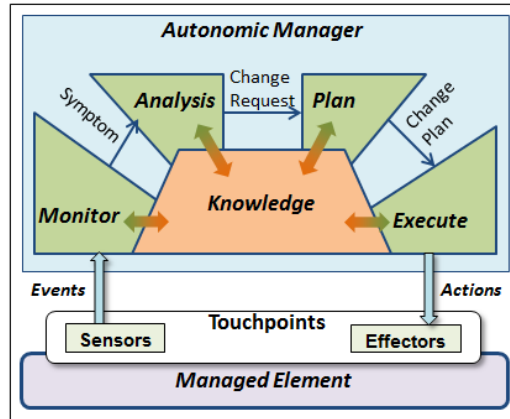 Autonomic Manager
Analysis
Change
Request
Plan
Symptom
Change
Plan
Monitor
Knowledge
Execute
Events
Actions
Touchpoints
Sensors
Effectors
Managed Element